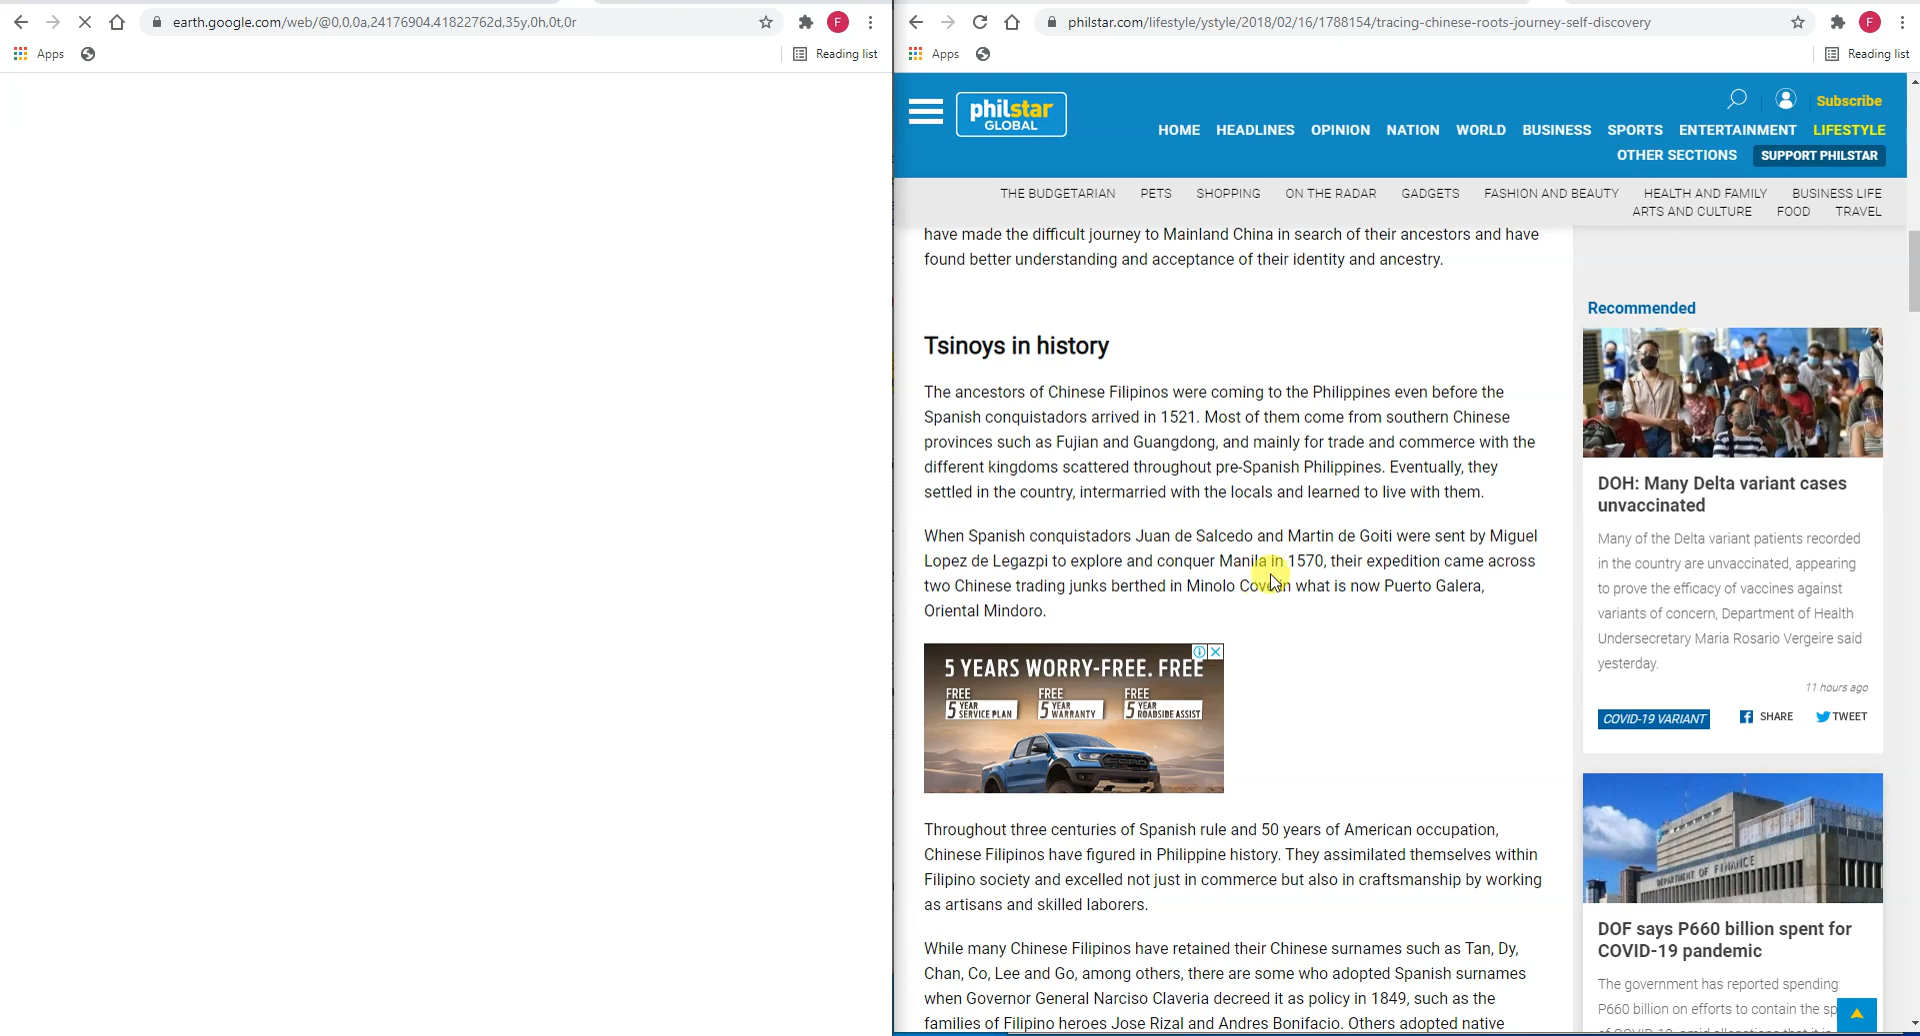 earth.google.com/web/@0,0,0a,24176904.41822762d,35y,0h,0t,0r
F
Apps
Reading list
philstar.com/lifestyle/ystyle/2018/02/16/1788154/tracing-chinese-roots-journey-self-discovery
F
Apps
Reading list
philstar
GLOBAL
Subscribe
HOME HEADLINES OPINION NATION WORLD BUSINESS SPORTS ENTERTAINMENT LIFESTYLE
OTHER SECTIONS SUPPORT PHILSTAR
THE BUDGETARIAN PETS SHOPPING ON THE RADAR GADGETS FASHION AND BEAUTY HEALTH AND FAMILY BUSINESS LIFE
ARTS AND CULTURE FOOD TRAVEL
have made the difficult journey to Mainland China in search of their ancestors and have
found better understanding and acceptance of their identity and ancestry.
Tsinoys in history
The ancestors of Chinese Filipinos were coming to the Philippines even before the
Spanish conquistadors arrived in 1521. Most of them come from southern Chinese
provinces such as Fujian and Guangdong, and mainly for trade and commerce with the
different kingdoms scattered throughout pre-Spanish Philippines. Eventually, they
settled in the country, intermarried with the locals and learned to live with them.
When Spanish conquistadors Juan de Salcedo and Martin de Goiti were sent by Miguel
Lopez de Legazpi to explore and conquer Manila in 1570, their expedition came across
two Chinese trading junks berthed in Minolo Cove in what is now Puerto Galera,
Oriental Mindoro.
5 YEARS WORRY-FREE. FREE
FREE FREE FREE
5 YEAR SERVICE PLAN 5 YEAR WARRANTY 5 YEAR ROADSIDE ASSIST
Throughout three centuries of Spanish rule and 50 years of American occupation,
Chinese Filipinos have figured in Philippine history. They assimilated themselves within
Filipino society and excelled not just in commerce but also in craftsmanship by working
as artisans and skilled laborers.
While many Chinese Filipinos have retained their Chinese surnames such as Tan, Dy,
Chan, Co, Lee and Go, among others, there are some who adopted Spanish surnames
when Governor General Narciso Claveria decreed it as policy in 1849, such as the
families of Filipino heroes Jose Rizal and Andres Bonifacio. Others adopted native
Recommended
DOH: Many Delta variant cases
unvaccinated
Many of the Delta variant patients recorded
in the country are unvaccinated, appearing
to prove the efficacy of vaccines against
variants of concern, Department of Health
Undersecretary Maria Rosario Vergeire said
yesterday.
11 hours ago
COVID-19 VARIANT SHARE TWEET
DEPARTMENT OF FINANCE
DOF says P660 billion spent for
COVID-19 pandemic
The government has reported spending
P660 billion on efforts to contain the